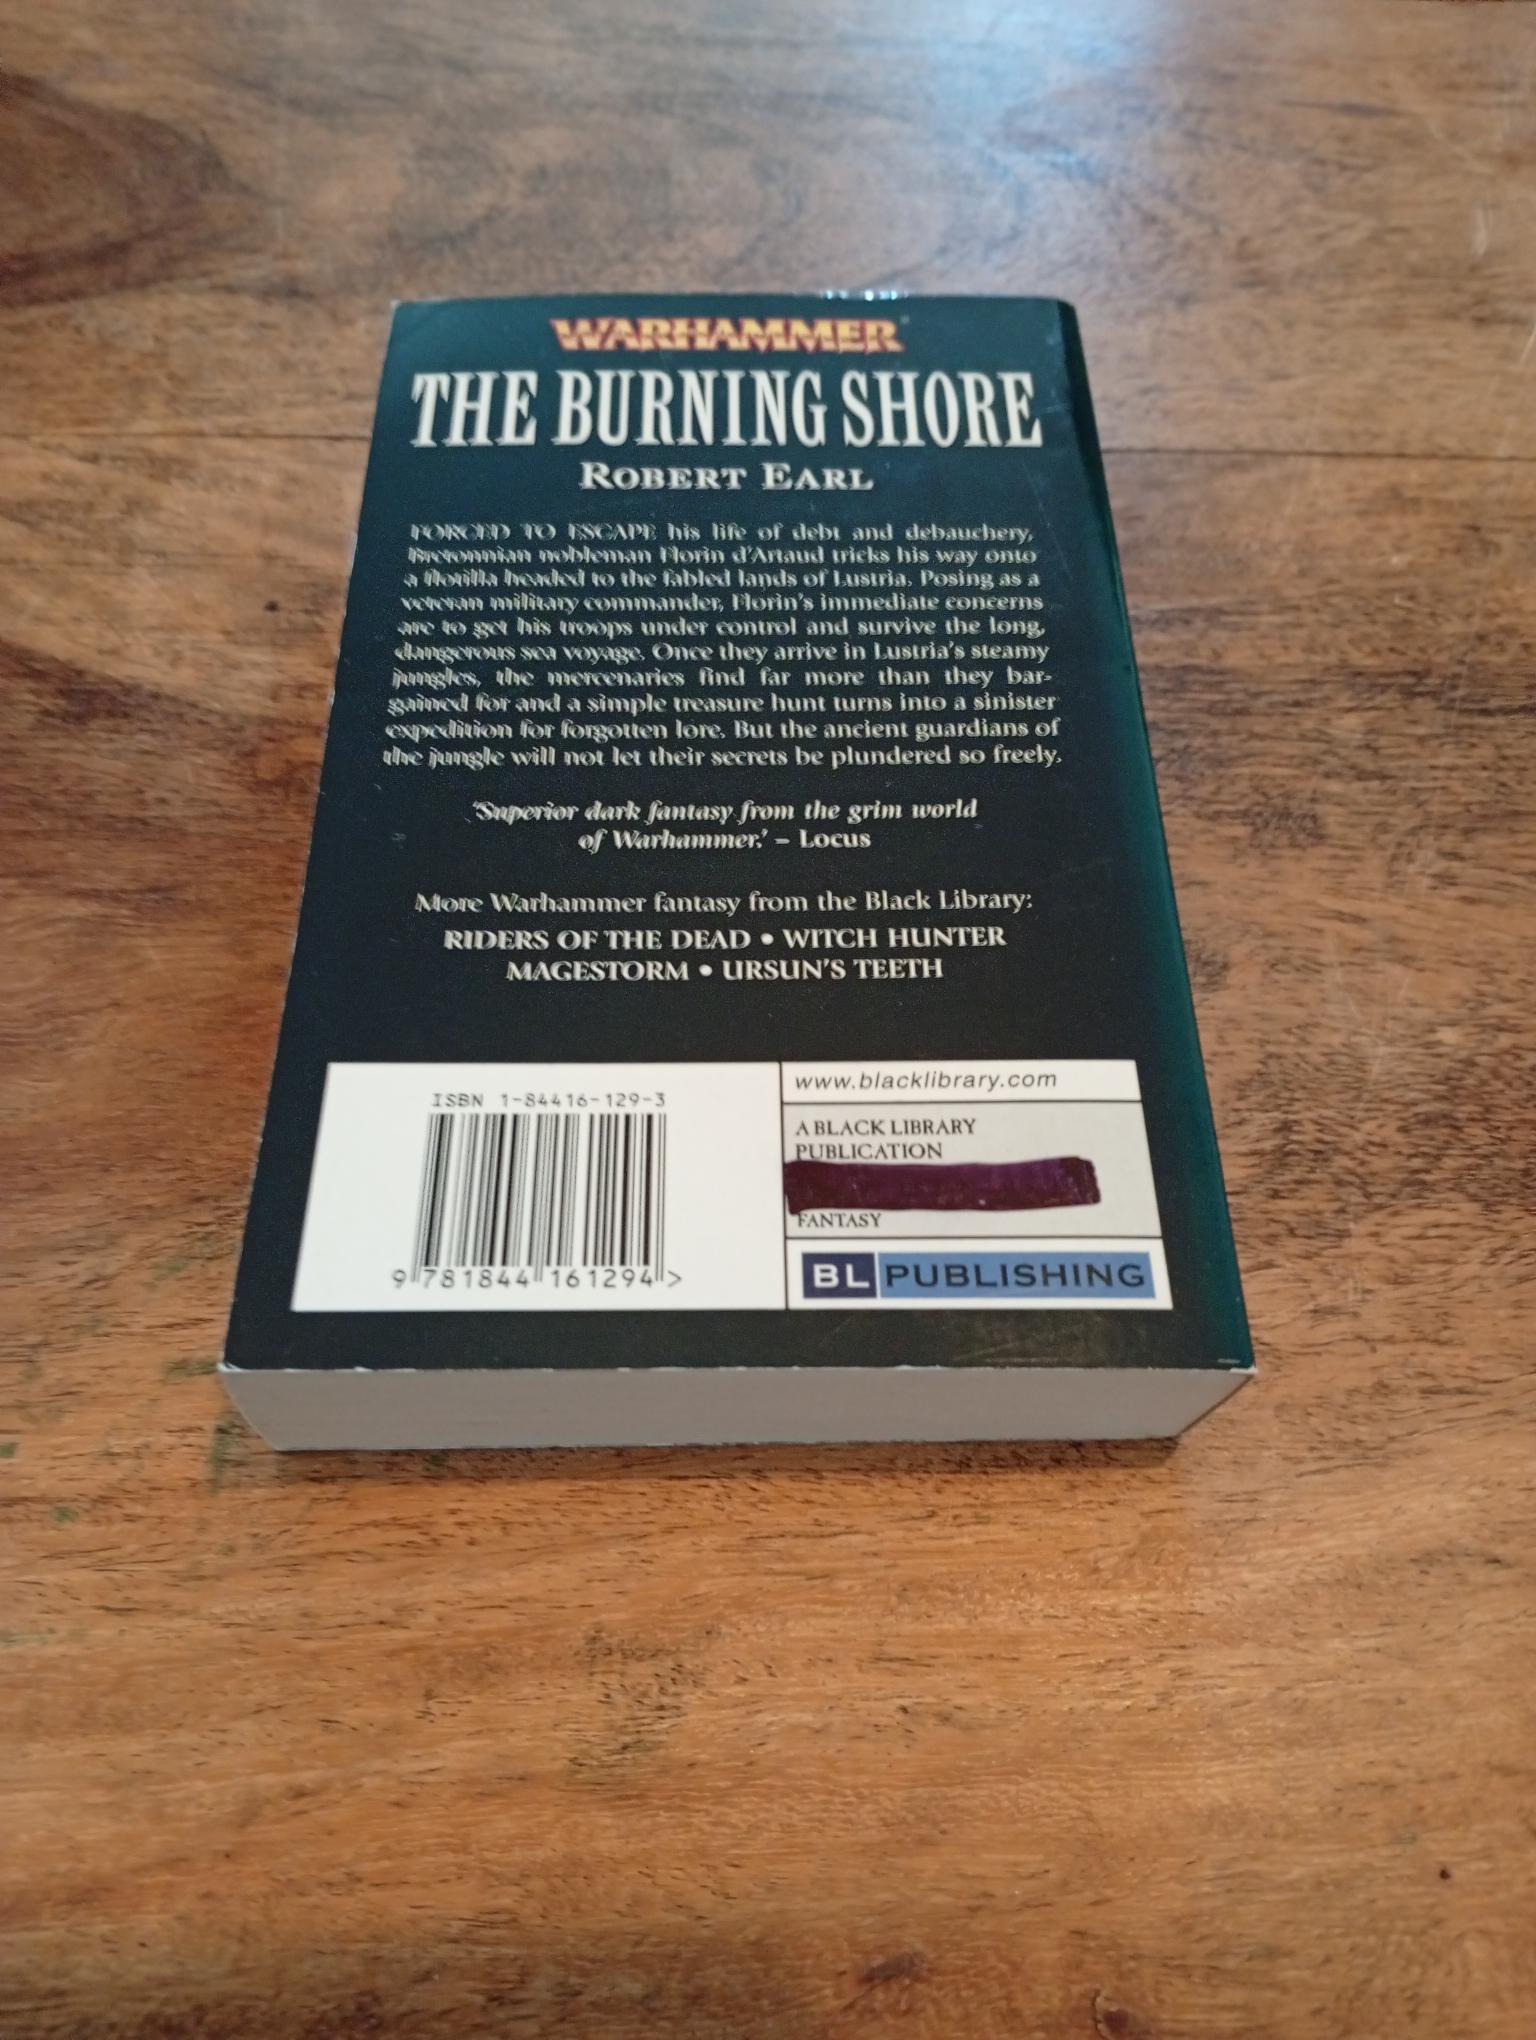 WARHAMMER
THE BURNING SHORE
ROBERT EARL
FORCED TO ESCAPE his life of debt and debauchery,
Bretonnian nobleman Florin d'Artaud tricks his way onto
a flotilla headed to the fabled lands of Lustria. Posing as a
veteran military commander, Florin's immediate concerns
are to get his troops under control and survive the long,
dangerous sea voyage. Once they arrive in Lustria's steamy
jungles, the mercenaries find far more than they bar-
gained for and a simple treasure hunt turns into a sinister
expedition for forgotten lore. But the ancient guardians of
the jungle will not let their secrets be plundered so freely.
'Superior dark fantasy from the grim world
of Warhammer.' – Locus
More Warhammer fantasy from the Black Library:
RIDERS OF THE DEAD • WITCH HUNTER
MAGESTORM • URSUN'S TEETH
ISBN 1-84416-129-3
9 781844 161294 >
www.blacklibrary.com
A BLACK LIBRARY
PUBLICATION
FANTASY
BL PUBLISHING